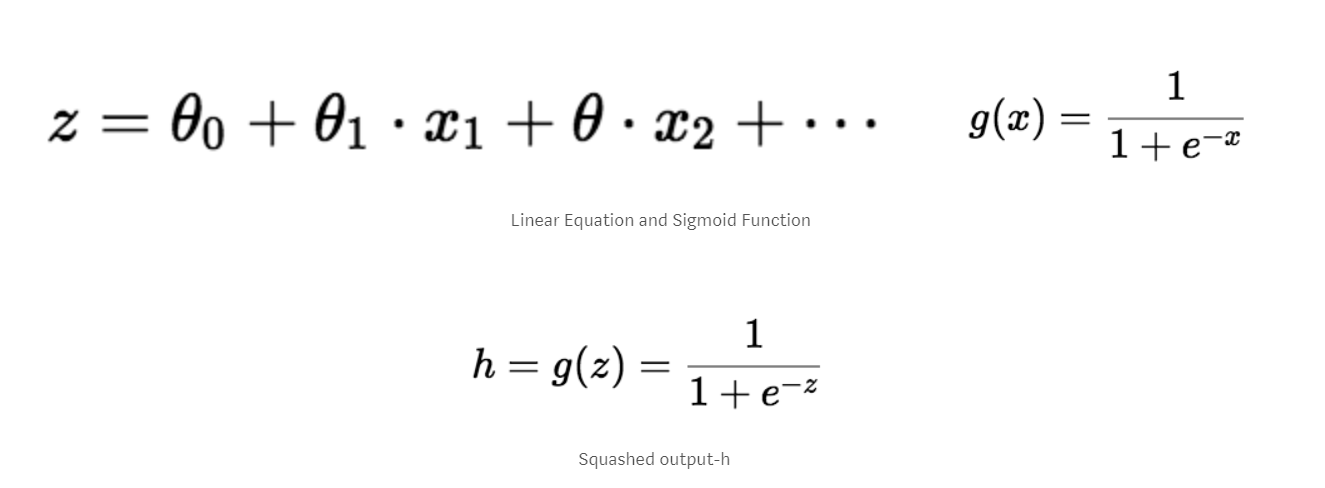 z = θ₀ + θ₁ · x₁ + θ · x₂ + · · ·
g(x) = 1 / (1 + e⁻ˣ)
Linear Equation and Sigmoid Function
h = g(z) = 1 / (1 + e⁻ᶻ)
Squashed output-h